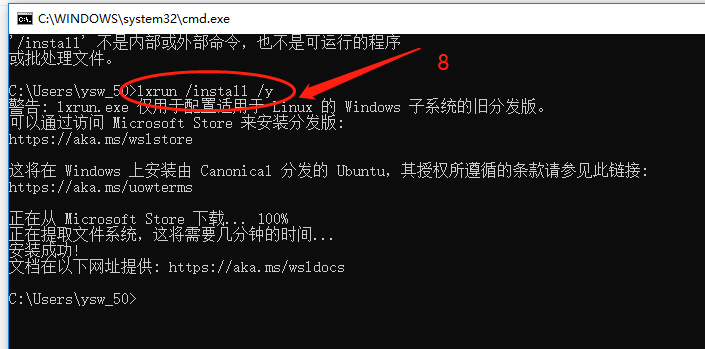 C:\WINDOWS\system32\cmd.exe
'/install' 不是内部或外部命令，也不是可运行的程序
或批处理文件。
8
C:\Users\ysw_50>lxrun /install /y
警告: lxrun.exe 仅用于配置适用于 Linux 的 Windows 子系统的旧分发版。
可以通过访问 Microsoft Store 来安装分发版:
https://aka.ms/wslstore
这将在 Windows 上安装由 Canonical 分发的 Ubuntu，其授权所遵循的条款请参见此链接:
https://aka.ms/uowterms
正在从 Microsoft Store 下载... 100%
正在提取文件系统，这将需要几分钟的时间...
安装成功!
文档在以下网址提供: https://aka.ms/wsldocs
C:\Users\ysw_50>